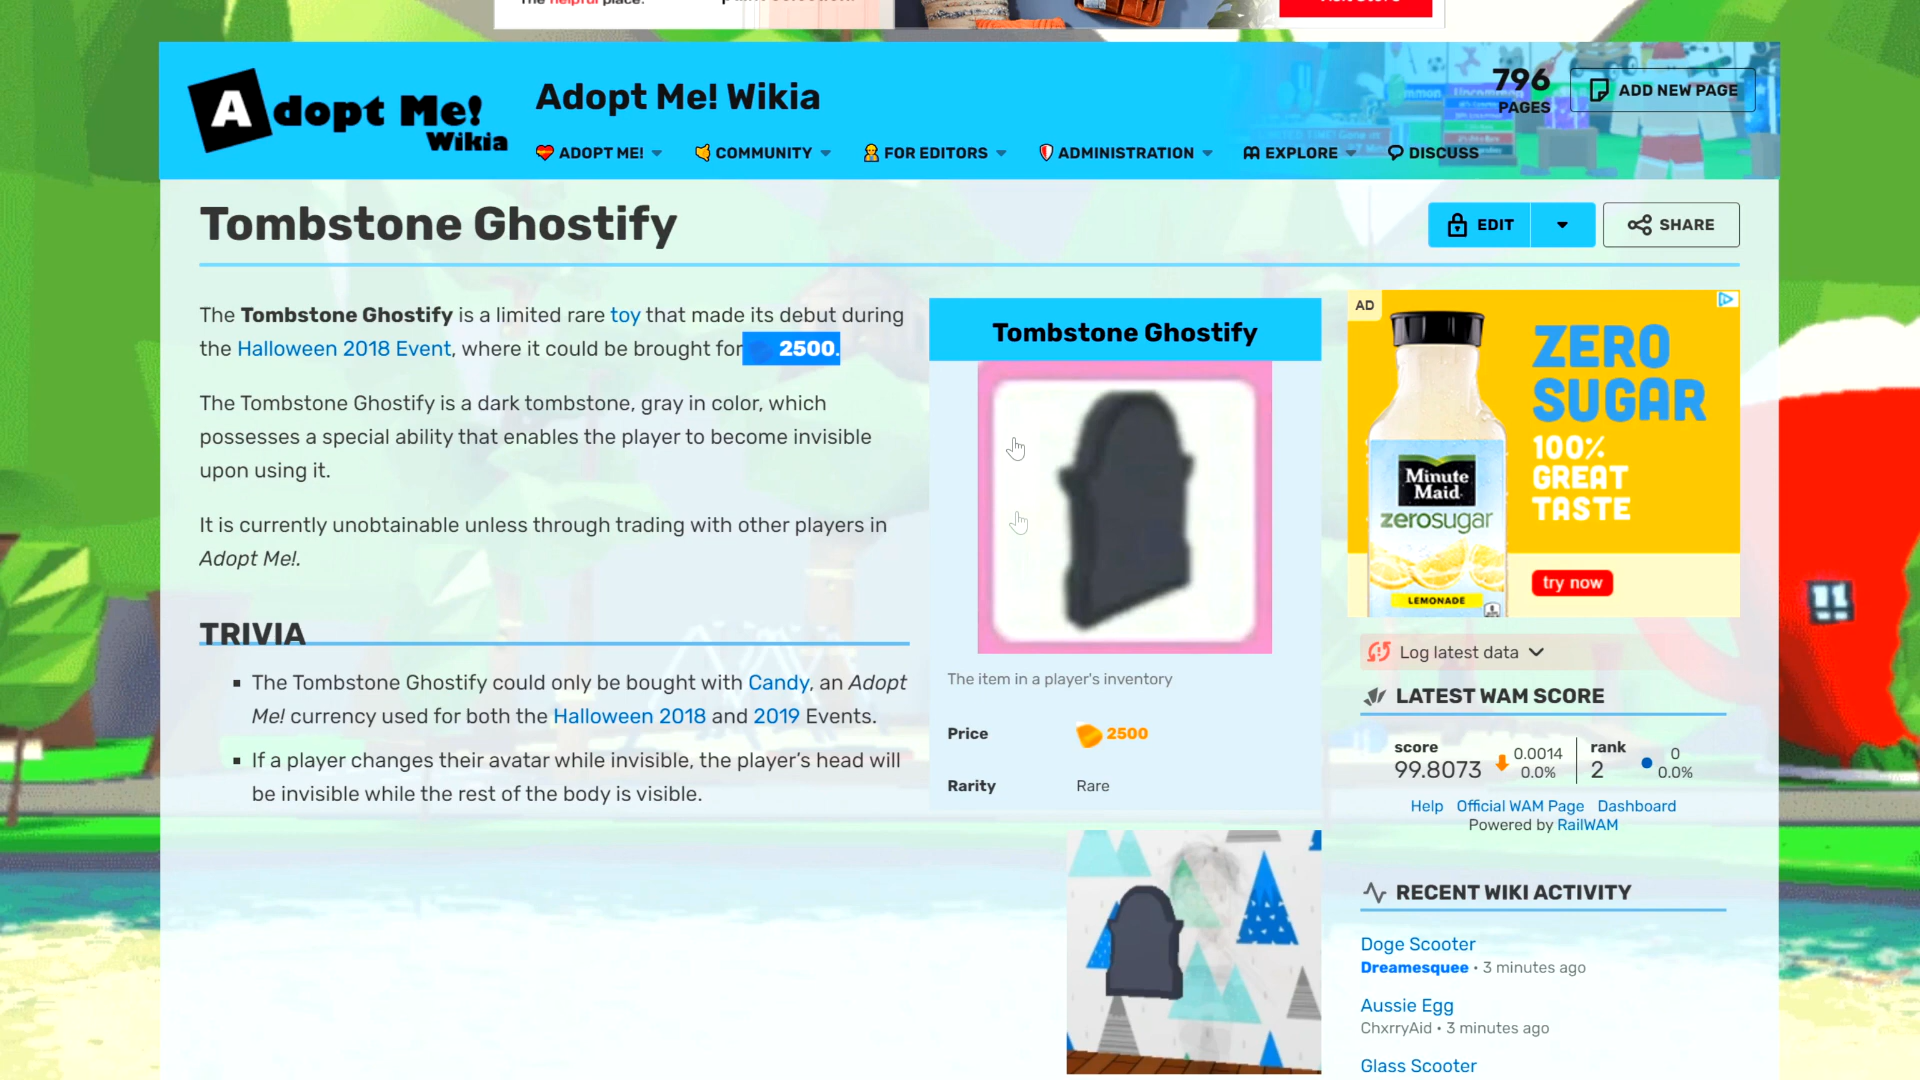 Adopt Me!
Wikia
Adopt Me! Wikia
796
PAGES
ADD NEW PAGE
ADOPT ME!
COMMUNITY
FOR EDITORS
ADMINISTRATION
EXPLORE
DISCUSS
Tombstone Ghostify
EDIT
SHARE
The Tombstone Ghostify is a limited rare toy that made its debut during
the Halloween 2018 Event, where it could be brought for 2500.
The Tombstone Ghostify is a dark tombstone, gray in color, which
possesses a special ability that enables the player to become invisible
upon using it.
It is currently unobtainable unless through trading with other players in
Adopt Me!.
TRIVIA
The Tombstone Ghostify could only be bought with Candy, an Adopt
Me! currency used for both the Halloween 2018 and 2019 Events.
If a player changes their avatar while invisible, the player's head will
be invisible while the rest of the body is visible.
Tombstone Ghostify
The item in a player's inventory
Price 2500
Rarity Rare
AD
ZERO
SUGAR
100%
GREAT
TASTE
Minute
Maid
zerosugar
LEMONADE
try now
Log latest data
LATEST WAM SCORE
score
99.8073
0.0014
0.0%
rank
2
0
0.0%
Help Official WAM Page Dashboard
Powered by RailWAM
RECENT WIKI ACTIVITY
Doge Scooter
Dreamesquee • 3 minutes ago
Aussie Egg
ChxrryAid • 3 minutes ago
Glass Scooter